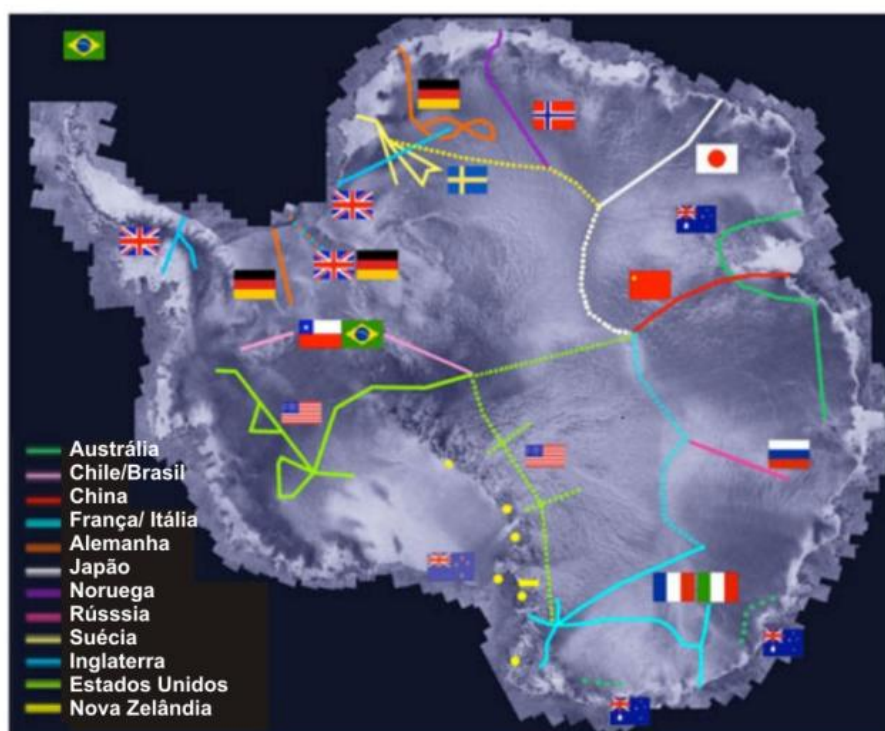 Austrália
Chile/Brasil
China
França/ Itália
Alemanha
Japão
Noruega
Rússsia
Suécia
Inglaterra
Estados Unidos
Nova Zelândia